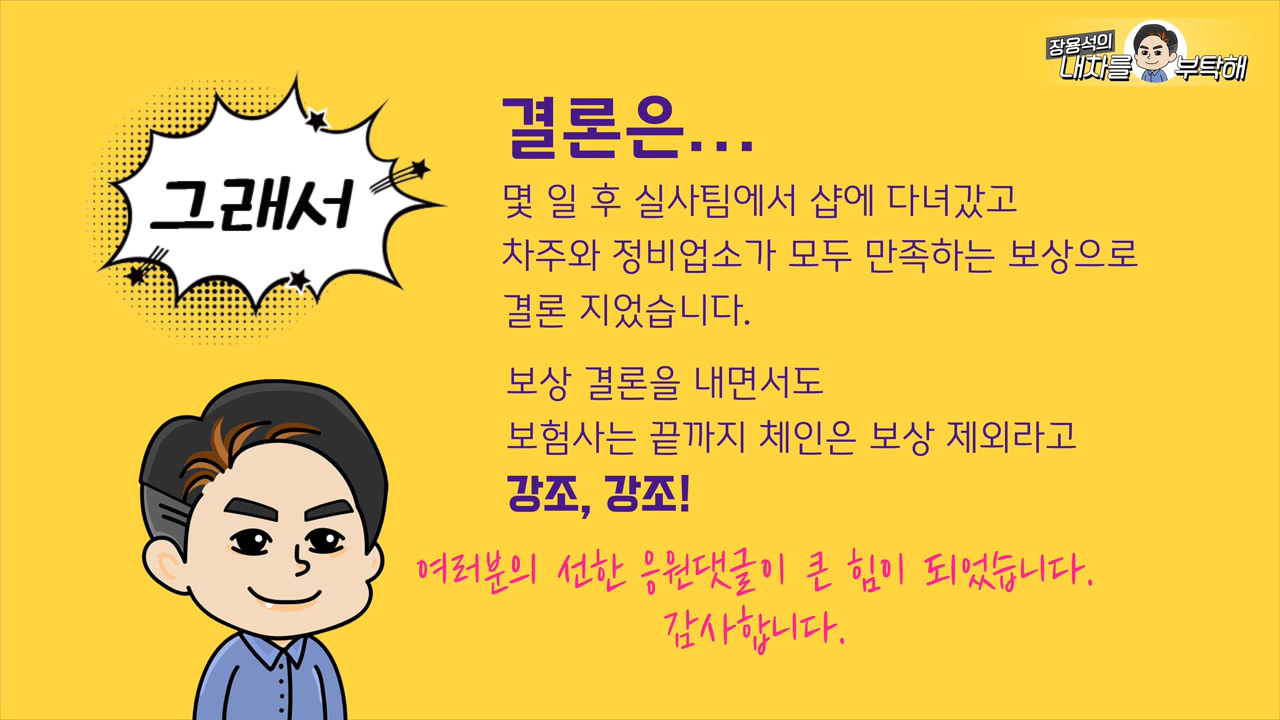 장용석의
내차를 부탁해
그래서
결론은...
몇 일 후 실사팀에서 샵에 다녀갔고
차주와 정비업소가 모두 만족하는 보상으로
결론 지었습니다.
보상 결론을 내면서도
보험사는 끝까지 체인은 보상 제외라고
강조, 강조!
여러분의 선한 응원댓글이 큰 힘이 되었습니다.
감사합니다.